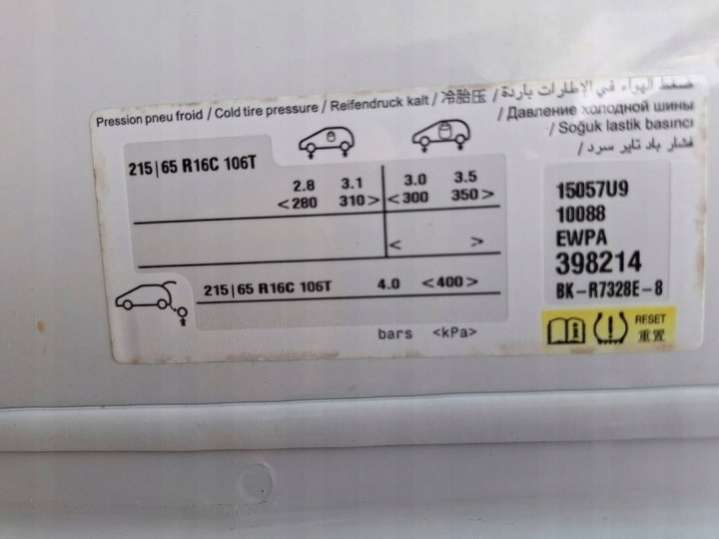 Pression pneu froid / Cold tire pressure / Reifendruck kalt / 冷胎压 / ضغط الهواء في الإطارات باردة
/ Давление холодной шины
/ Soğuk lastik basıncı
فشار باد تایر سرد /
215|65 R16C 106T
2.8 3.1 3.0 3.5
<280 310> <300 350>
< >
215|65 R16C 106T 4.0 <400>
bars <kPa>
15057U9
10088
EWPA
398214
BK-R7328E-8
RESET
重置